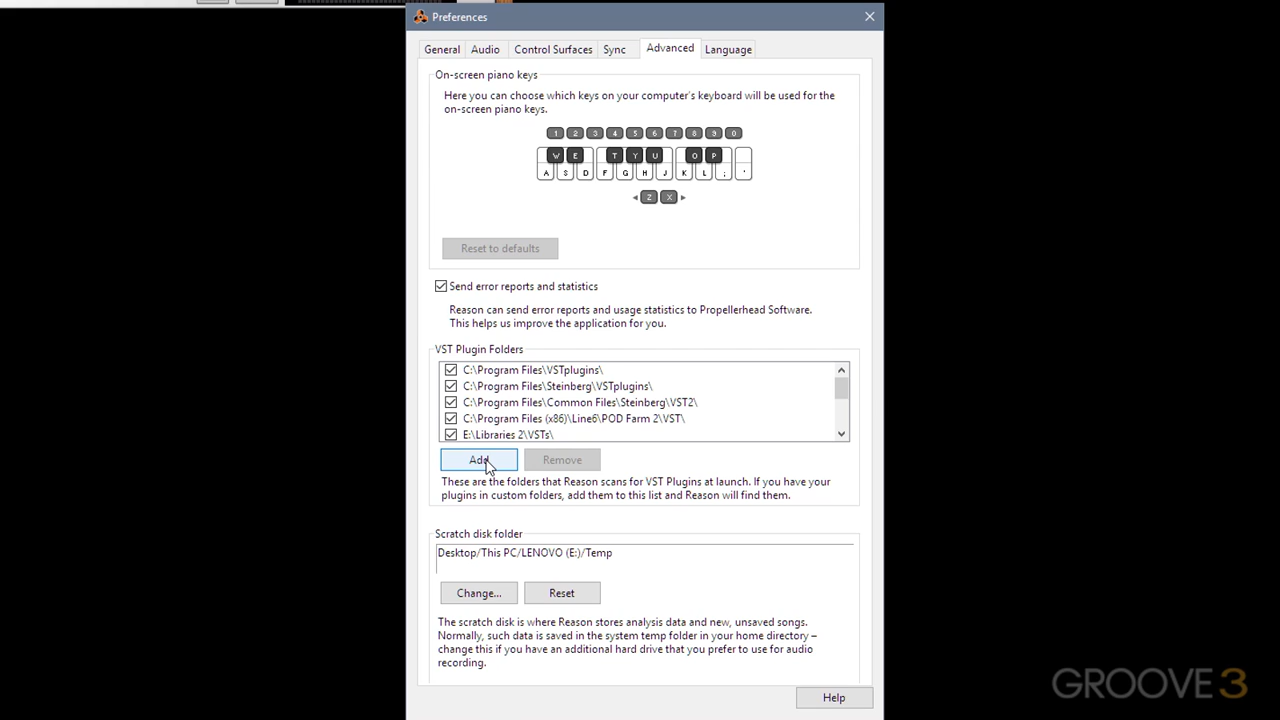 Preferences
General Audio Control Surfaces Sync Advanced Language
On-screen piano keys
Here you can choose which keys on your computer's keyboard will be used for the
on-screen piano keys.
1 2 3 4 5 6 7 8 9 0
W E T Y U O P
A S D F G H J K L ; '
Z X
Reset to defaults
Send error reports and statistics
Reason can send error reports and usage statistics to Propellerhead Software.
This helps us improve the application for you.
VST Plugin Folders
C:\Program Files\VSTplugins\
C:\Program Files\Steinberg\VSTplugins\
C:\Program Files\Common Files\Steinberg\VST2\
C:\Program Files (x86)\Line6\POD Farm 2\VST\
E:\Libraries 2\VSTs\
Add Remove
These are the folders that Reason scans for VST Plugins at launch. If you have your
plugins in custom folders, add them to this list and Reason will find them.
Scratch disk folder
Desktop/This PC/LENOVO (E:)/Temp
Change... Reset
The scratch disk is where Reason stores analysis data and new, unsaved songs.
Normally, such data is saved in the system temp folder in your home directory –
change this if you have an additional hard drive that you prefer to use for audio
recording.
Help
GROOVE3